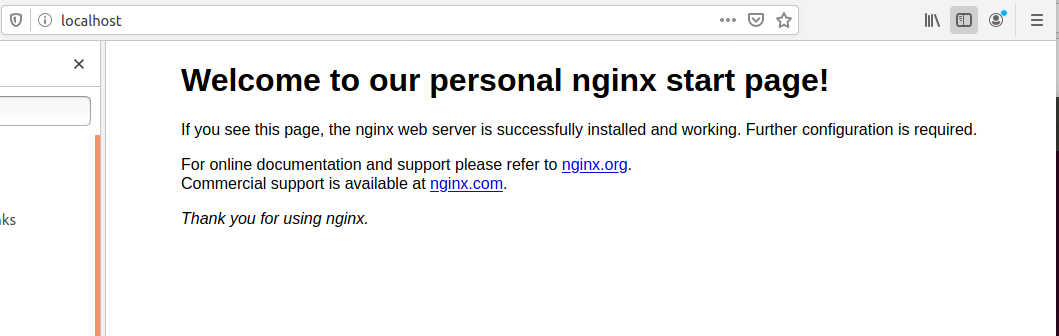 localhost
Welcome to our personal nginx start page!
If you see this page, the nginx web server is successfully installed and working. Further configuration is required.
For online documentation and support please refer to nginx.org.
Commercial support is available at nginx.com.
Thank you for using nginx.